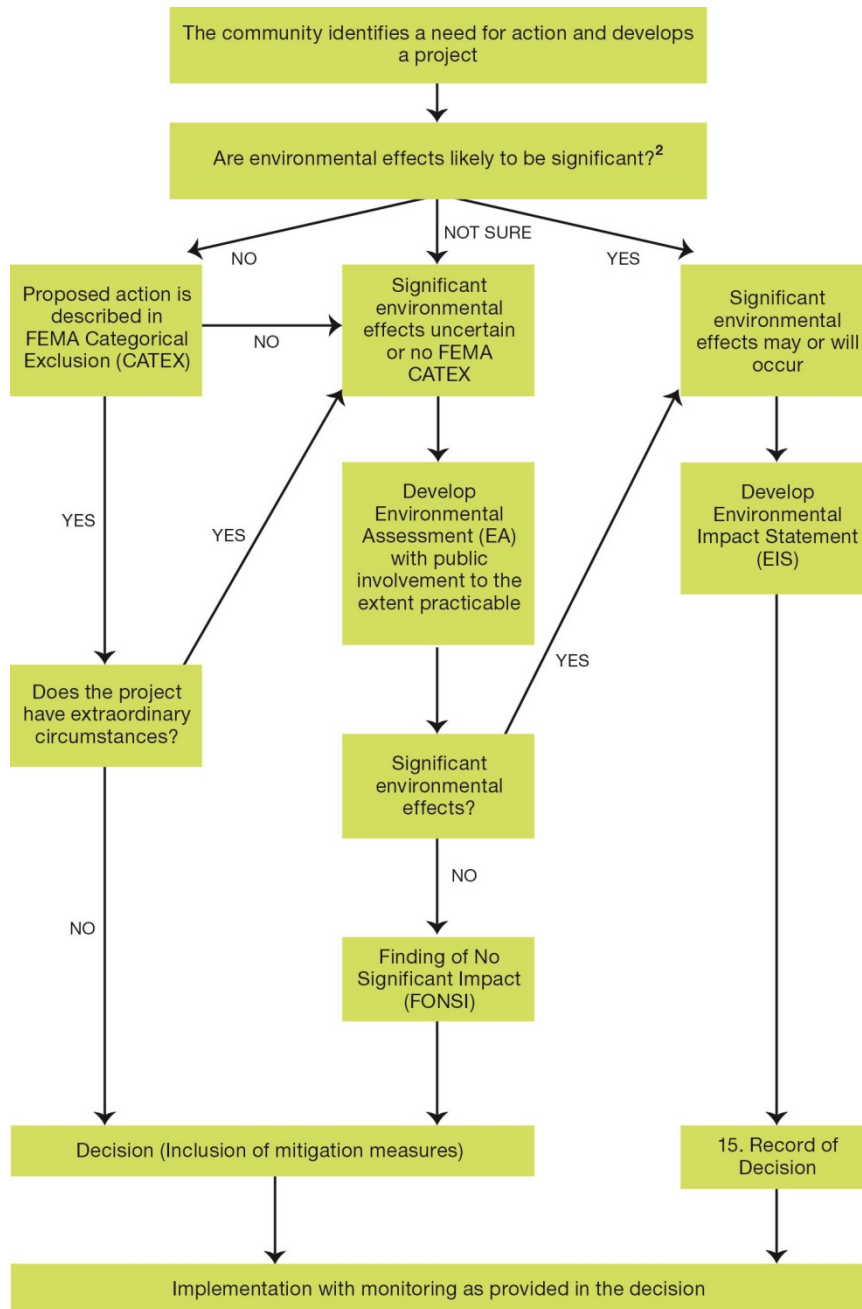 The community identifies a need for action and develops
a project
Are environmental effects likely to be significant?²
NO
NOT SURE
YES
Proposed action is
described in
FEMA Categorical
Exclusion (CATEX)
NO
Significant
environmental
effects uncertain
or no FEMA
CATEX
Significant
environmental
effects may or will
occur
YES
YES
Develop
Environmental
Assessment (EA)
with public
involvement to the
extent practicable
YES
Develop
Environmental
Impact Statement
(EIS)
Does the project
have extraordinary
circumstances?
Significant
environmental
effects?
NO
NO
Finding of No
Significant Impact
(FONSI)
Decision (Inclusion of mitigation measures)
15. Record of
Decision
Implementation with monitoring as provided in the decision